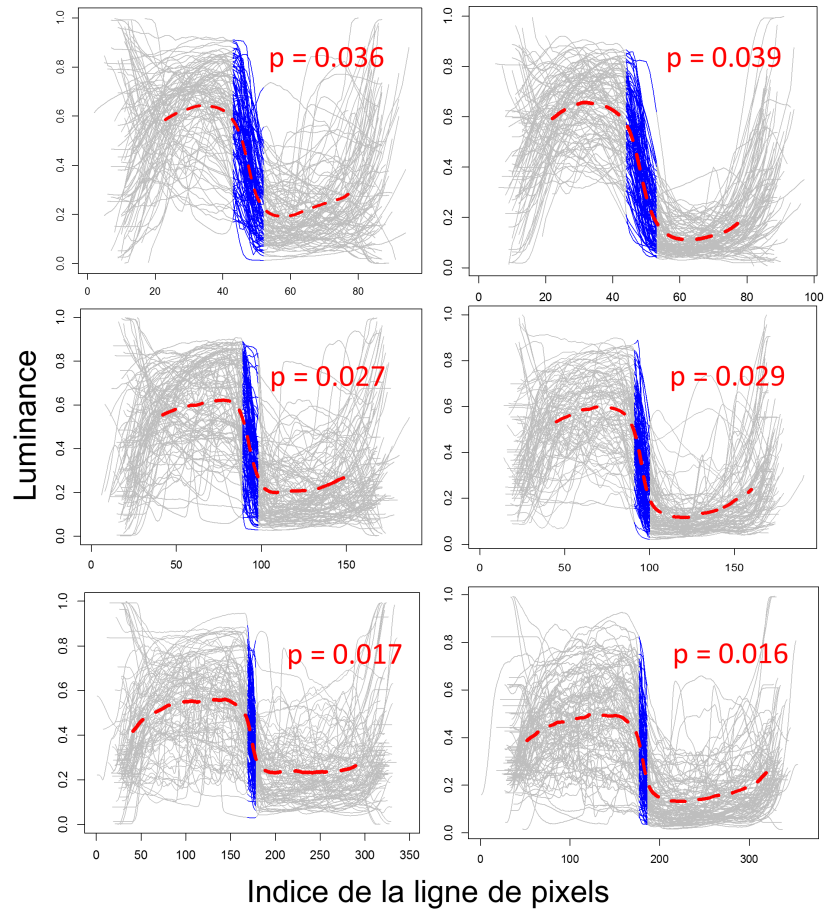 p = 0.036
0.0 0.2 0.4 0.6 0.8 1.0
0 20 40 60 80
p = 0.039
0.0 0.2 0.4 0.6 0.8 1.0
0 20 40 60 80 100
Luminance
p = 0.027
0.0 0.2 0.4 0.6 0.8 1.0
0 50 100 150
p = 0.029
0.0 0.2 0.4 0.6 0.8 1.0
0 50 100 150
p = 0.017
0.0 0.2 0.4 0.6 0.8 1.0
0 50 100 150 200 250 300 350
p = 0.016
0.0 0.2 0.4 0.6 0.8 1.0
0 100 200 300
Indice de la ligne de pixels